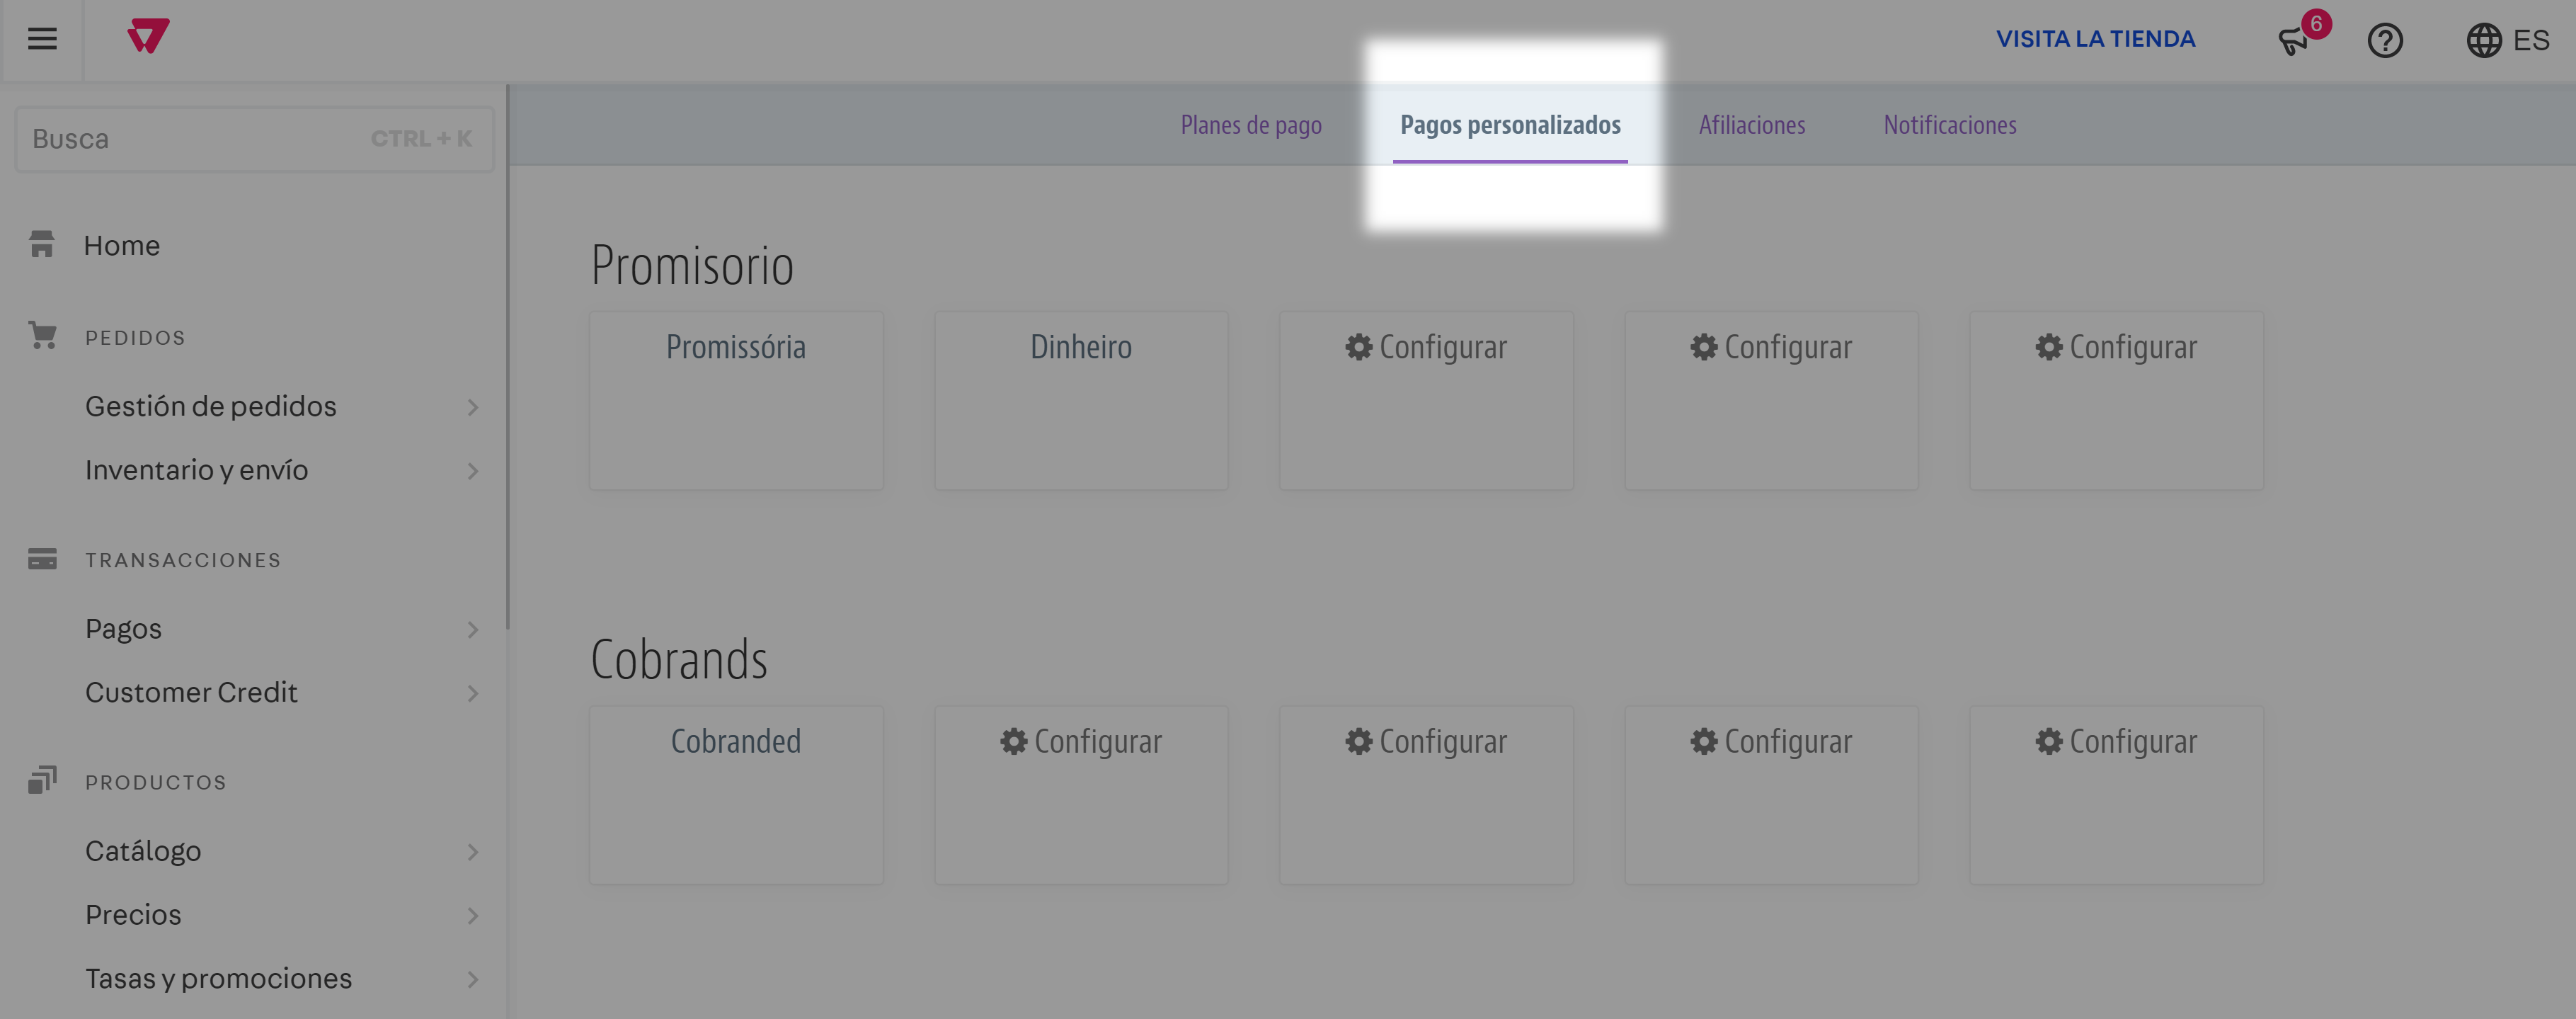 VISITA LA TIENDA
6
ES
Busca
CTRL + K
Planes de pago
Pagos personalizados
Afiliaciones
Notificaciones
Home
PEDIDOS
Gestión de pedidos
Inventario y envío
TRANSACCIONES
Pagos
Customer Credit
PRODUCTOS
Catálogo
Precios
Tasas y promociones
Promisorio
Promissória
Dinheiro
Configurar
Configurar
Configurar
Cobrands
Cobranded
Configurar
Configurar
Configurar
Configurar